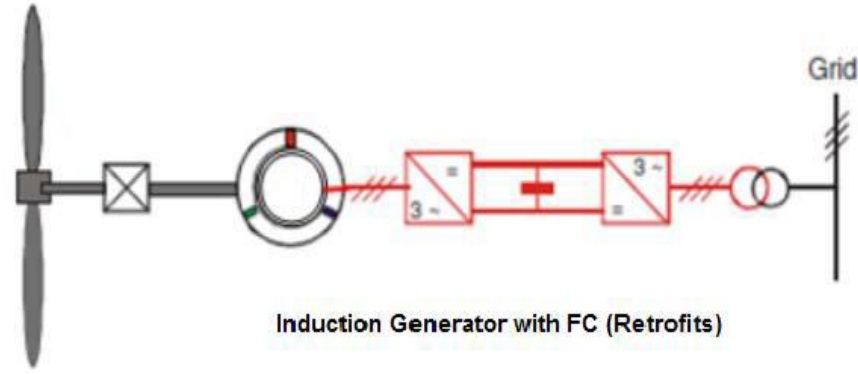 Grid
=
3 ~
3 ~
=
Induction Generator with FC (Retrofits)